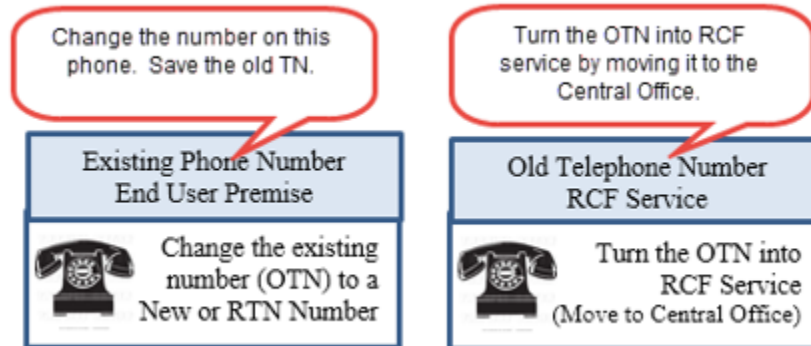 Change the number on this
phone. Save the old TN.
Existing Phone Number
End User Premise
Change the existing
number (OTN) to a
New or RTN Number
Turn the OTN into RCF
service by moving it to the
Central Office.
Old Telephone Number
RCF Service
Turn the OTN into
RCF Service
(Move to Central Office)